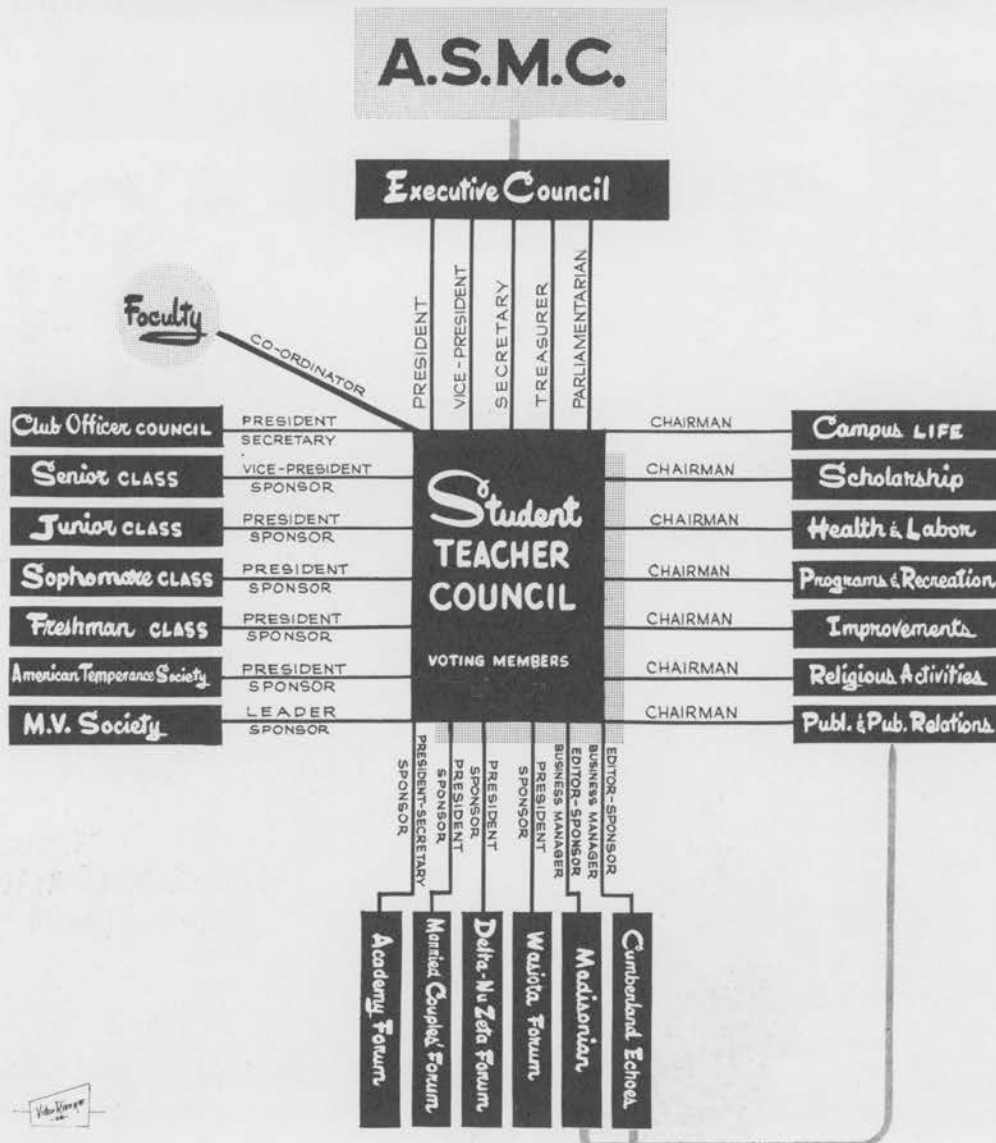 A.S.M.C.
Executive Council
PRESIDENT
VICE-PRESIDENT
SECRETARY
TREASURER
PARLIAMENTARIAN
Faculty
CO-ORDINATOR
Club Officer COUNCIL
PRESIDENT
SECRETARY
Senior CLASS
VICE-PRESIDENT
SPONSOR
Junior CLASS
PRESIDENT
SPONSOR
Sophomore CLASS
PRESIDENT
SPONSOR
Freshman CLASS
PRESIDENT
SPONSOR
American Temperance Society
PRESIDENT
SPONSOR
M.V. Society
LEADER
SPONSOR
Student
TEACHER
COUNCIL
VOTING MEMBERS
CHAIRMAN
Campus LIFE
CHAIRMAN
Scholarship
CHAIRMAN
Health & Labor
CHAIRMAN
Programs & Recreation
CHAIRMAN
Improvements
CHAIRMAN
Religious Activities
CHAIRMAN
Publ. & Pub. Relations
PRESIDENT-SECRETARY
SPONSOR
Academy Forum
PRESIDENT
SPONSOR
Married Couples' Forum
PRESIDENT
SPONSOR
Delta-Nu Zeta Forum
PRESIDENT
SPONSOR
Wasiota Forum
EDITOR-SPONSOR
BUSINESS MANAGER
Madisonian
EDITOR-SPONSOR
BUSINESS MANAGER
Cumberland Echoes